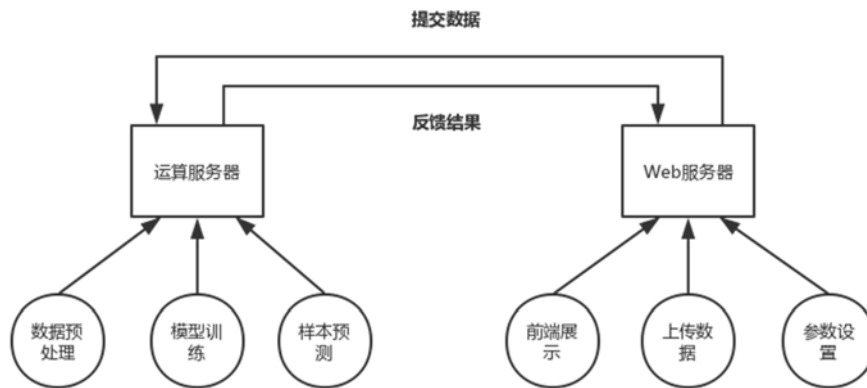 提交数据
反馈结果
运算服务器
Web服务器
数据预
处理
模型训
练
样本预
测
前端展
示
上传数
据
参数设
置